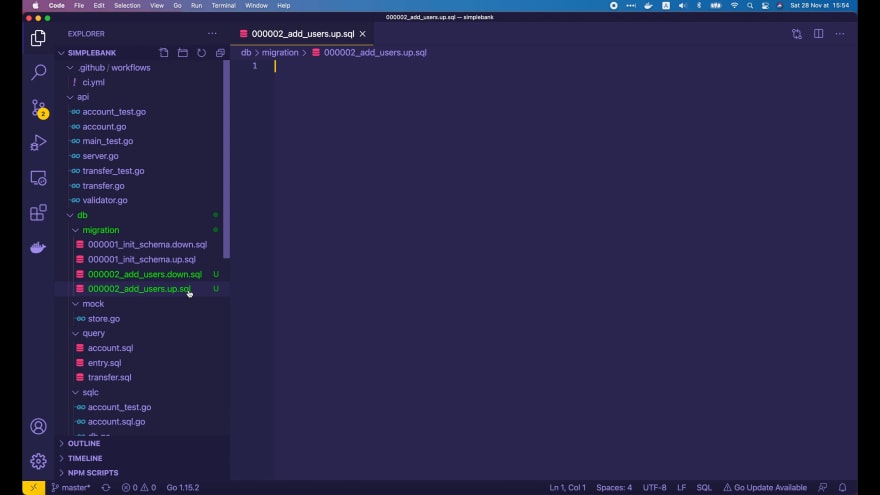 Code File Edit Selection View Go Run Terminal Window Help
Sat 28 Nov at 15:54
000002_add_users.up.sql — simplebank
EXPLORER
000002_add_users.up.sql
SIMPLEBANK
db > migration > 000002_add_users.up.sql
1
.github / workflows
ci.yml
api
account_test.go
account.go
main_test.go
server.go
transfer_test.go
transfer.go
validator.go
db
migration
000001_init_schema.down.sql
000001_init_schema.up.sql
000002_add_users.down.sql U
000002_add_users.up.sql U
mock
store.go
query
account.sql
entry.sql
transfer.sql
sqlc
account_test.go
account.sql.go
db.go
OUTLINE
TIMELINE
NPM SCRIPTS
2
master* 0 0 Go 1.15.2
Ln 1, Col 1 Spaces: 4 UTF-8 LF SQL Go Update Available